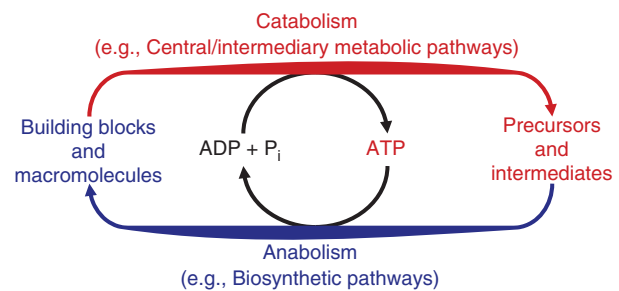 Catabolism
(e.g., Central/intermediary metabolic pathways)
Building blocks
and
macromolecules
ADP + Pi
ATP
Precursors
and
intermediates
Anabolism
(e.g., Biosynthetic pathways)